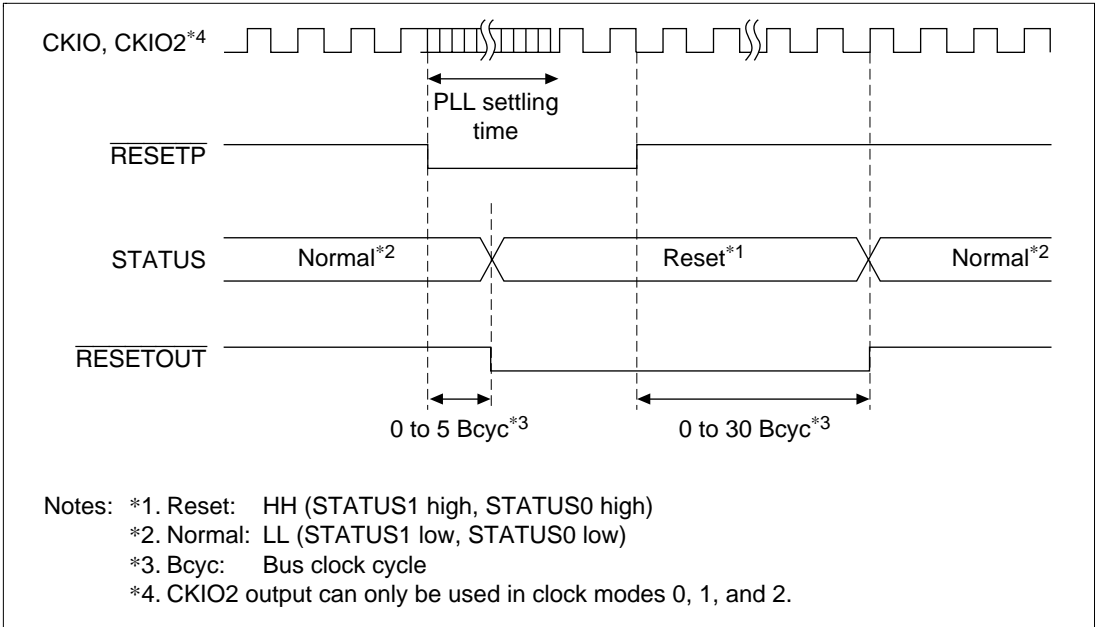 CKIO, CKIO2*4
PLL settling
time
RESETP
STATUS
Normal*2
Reset*1
Normal*2
RESETOUT
0 to 5 Bcyc*3
0 to 30 Bcyc*3
Notes: *1. Reset: HH (STATUS1 high, STATUS0 high)
*2. Normal: LL (STATUS1 low, STATUS0 low)
*3. Bcyc: Bus clock cycle
*4. CKIO2 output can only be used in clock modes 0, 1, and 2.